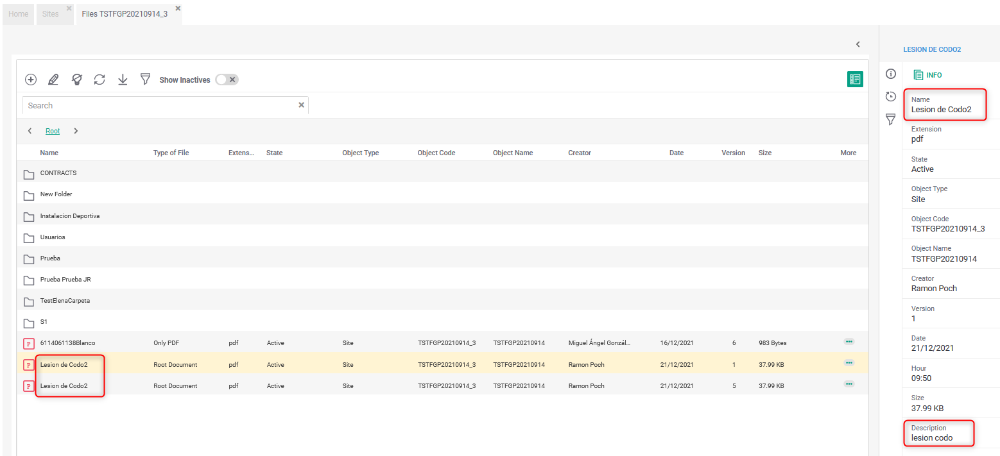 Home Sites Files TSTFGP20210914_3
LESION DE CODO2
Show Inactives
INFO
Search
Root
Name Type of File Extens... State Object Type Object Code Object Name Creator Date Version Size More
CONTRACTS
New Folder
Instalacion Deportiva
Usuarios
Prueba
Prueba Prueba JR
TestElenaCarpeta
S1
P 6114061138Blanco Only PDF pdf Active Site TSTFGP20210914_3 TSTFGP20210914 Miguel Ángel Gonzál... 16/12/2021 6 983 Bytes
P Lesion de Codo2 Root Document pdf Active Site TSTFGP20210914_3 TSTFGP20210914 Ramon Poch 21/12/2021 1 37.99 KB
P Lesion de Codo2 Root Document pdf Active Site TSTFGP20210914_3 TSTFGP20210914 Ramon Poch 21/12/2021 5 37.99 KB
Name
Lesion de Codo2
Extension
pdf
State
Active
Object Type
Site
Object Code
TSTFGP20210914_3
Object Name
TSTFGP20210914
Creator
Ramon Poch
Version
1
Date
21/12/2021
Hour
09:50
Size
37.99 KB
Description
lesion codo